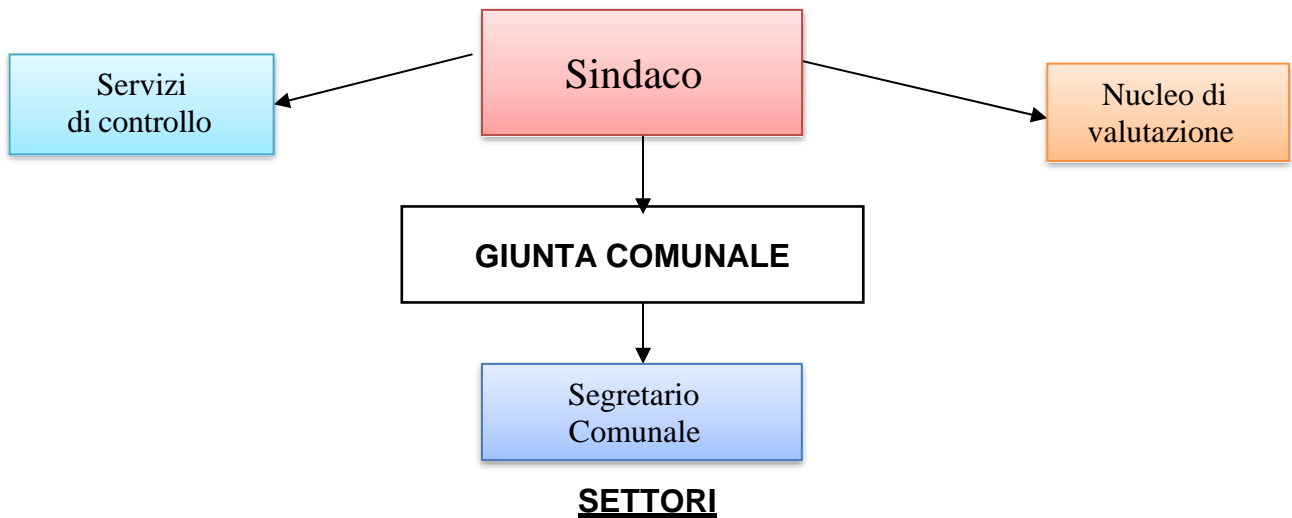 Sindaco
Servizi
di controllo
Nucleo di
valutazione
GIUNTA COMUNALE
Segretario
Comunale
SETTORI